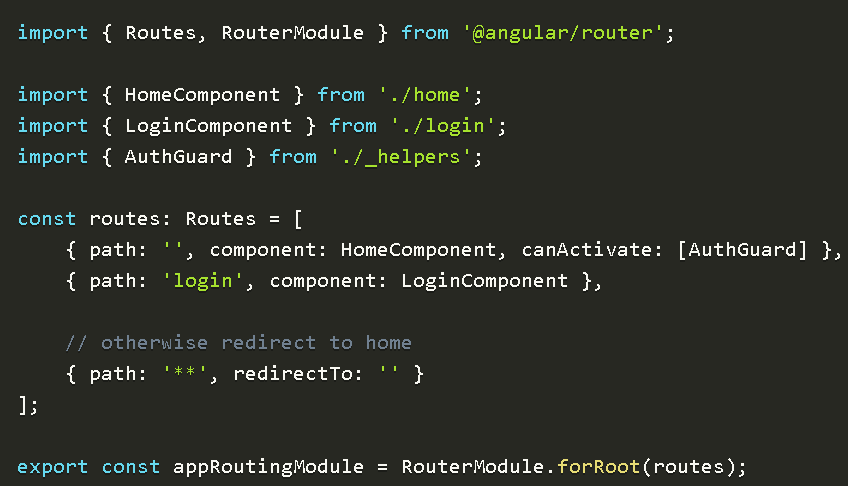 import { Routes, RouterModule } from '@angular/router';
import { HomeComponent } from './home';
import { LoginComponent } from './login';
import { AuthGuard } from './_helpers';
const routes: Routes = [
    { path: '', component: HomeComponent, canActivate: [AuthGuard] },
    { path: 'login', component: LoginComponent },
    // otherwise redirect to home
    { path: '**', redirectTo: '' }
];
export const appRoutingModule = RouterModule.forRoot(routes);